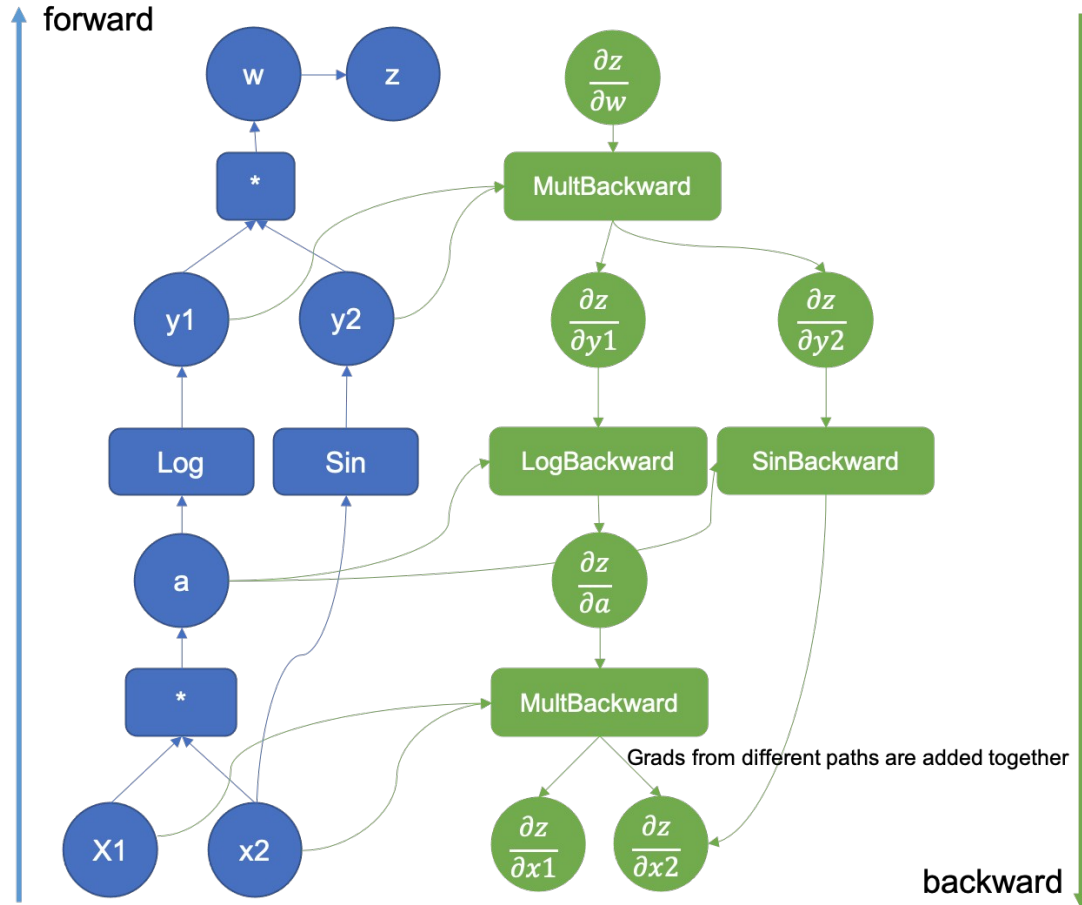 forward
w
z
∂z
∂w
*
MultBackward
y1
y2
∂z
∂y1
∂z
∂y2
Log
Sin
LogBackward
SinBackward
a
∂z
∂a
*
MultBackward
Grads from different paths are added together
X1
x2
∂z
∂x1
∂z
∂x2
backward